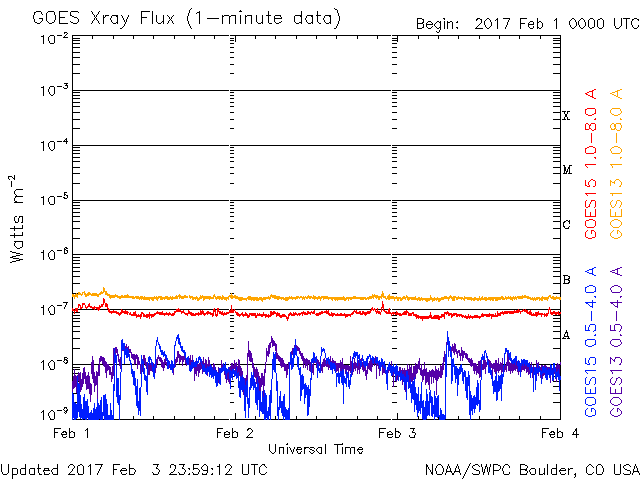 GOES Xray Flux (1-minute data)
Begin: 2017 Feb 1 0000 UTC
10-2
10-3
10-4
10-5
10-6
10-7
10-8
10-9
Watts m-2
X
M
C
B
A
GOES15 1.0-8.0 A
GOES13 1.0-8.0 A
GOES15 0.5-4.0 A
GOES13 0.5-4.0 A
Feb 1
Feb 2
Feb 3
Feb 4
Universal Time
Updated 2017 Feb 3 23:59:12 UTC
NOAA/SWPC Boulder, CO USA